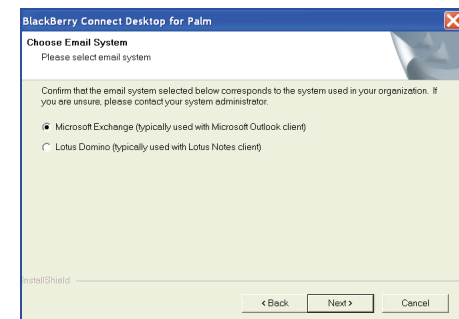 BlackBerry Connect Desktop for Palm
Choose Email System
Please select email system
Confirm that the email system selected below corresponds to the system used in your organization. If
you are unsure, please contact your system administrator.
Microsoft Exchange (typically used with Microsoft Outlook client)
Lotus Domino (typically used with Lotus Notes client)
InstallShield
< Back Next > Cancel